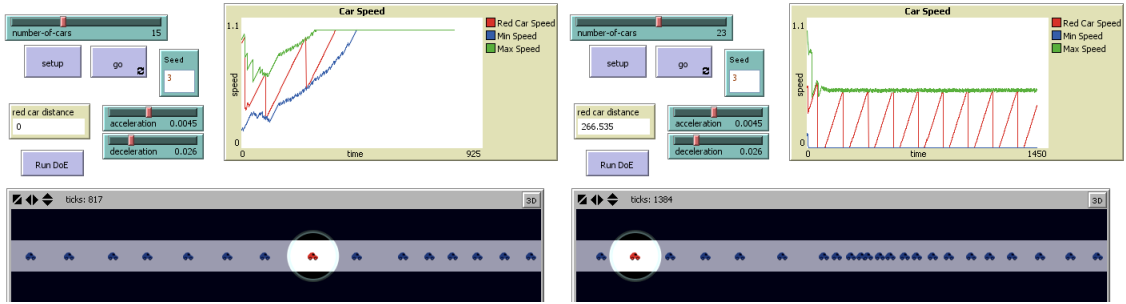 number-of-cars 15
setup
go
Seed
3
red car distance
0
acceleration 0.0045
deceleration 0.026
Run DoE
Car Speed
1.1
speed
0
0 time 925
Red Car Speed
Min Speed
Max Speed
ticks: 817
3D
number-of-cars 23
setup
go
Seed
3
red car distance
266.535
acceleration 0.0045
deceleration 0.026
Run DoE
Car Speed
1.1
speed
0
0 time 1450
Red Car Speed
Min Speed
Max Speed
ticks: 1384
3D